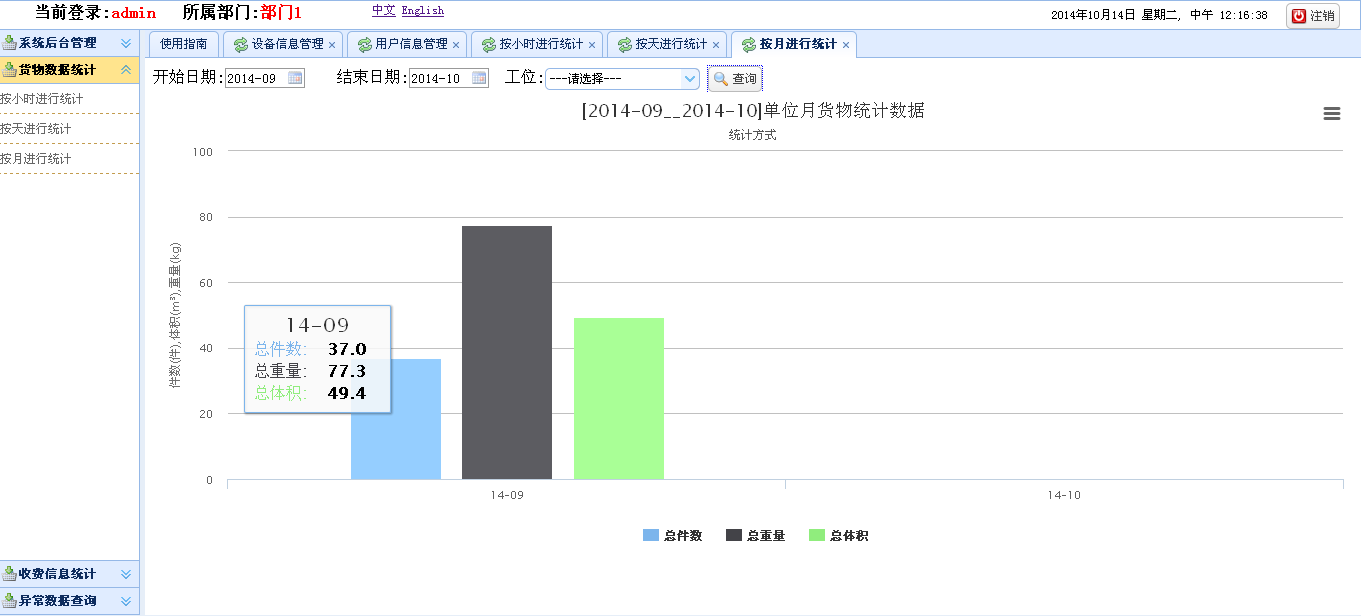 当前登录:admin 所属部门:部门1 中文 English 2014年10月14日 星期二, 中午 12:16:38 注销
系统后台管理
货物数据统计
按小时进行统计
按天进行统计
按月进行统计
收费信息统计
异常数据查询
使用指南 设备信息管理 × 用户信息管理 × 按小时进行统计 × 按天进行统计 × 按月进行统计 ×
开始日期: 2014-09 结束日期: 2014-10 工位: ---请选择--- 查询
[2014-09__2014-10]单位月货物统计数据
统计方式
件数(件),体积(m³),重量(kg)
100
80
60
40
20
0
14-09
总件数: 37.0
总重量: 77.3
总体积: 49.4
14-09 14-10
总件数 总重量 总体积